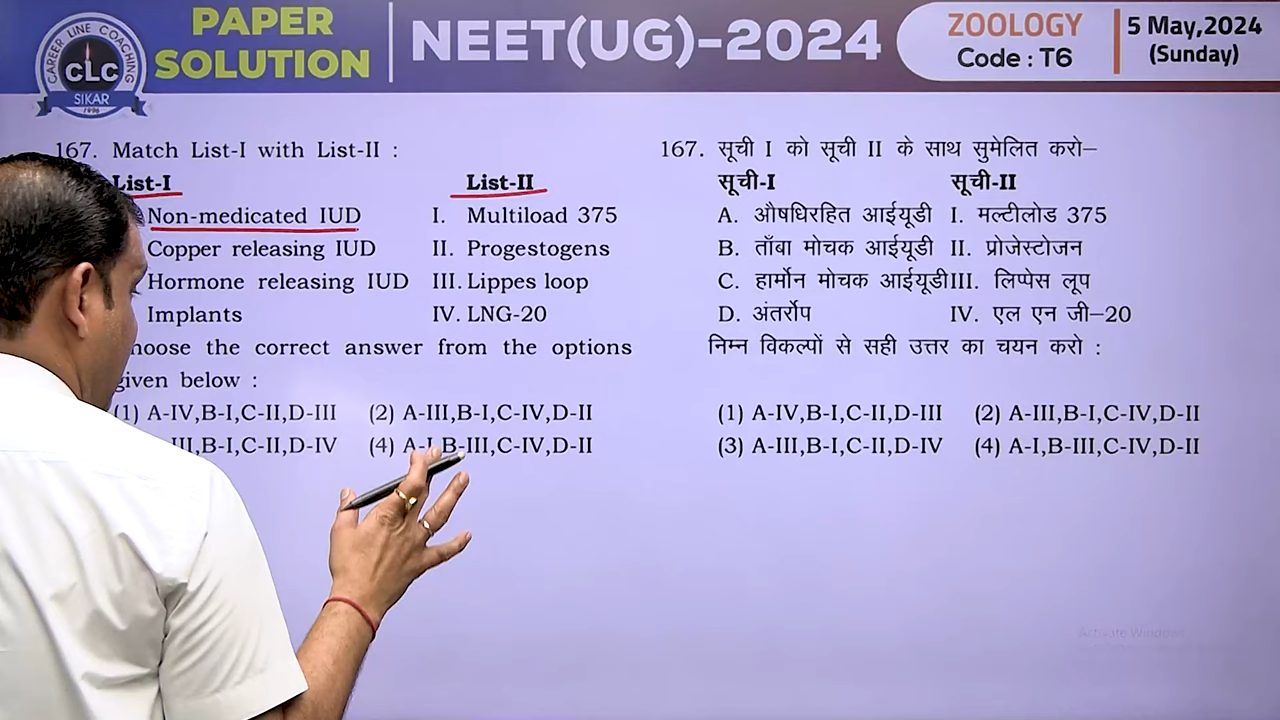 CAREER LINE COACHING
CLC
SIKAR
1996
PAPER
SOLUTION
NEET(UG)-2024
ZOOLOGY
Code : T6
5 May,2024
(Sunday)
167. Match List-I with List-II :
List-I List-II
Non-medicated IUD I. Multiload 375
Copper releasing IUD II. Progestogens
Hormone releasing IUD III. Lippes loop
Implants IV. LNG-20
the correct answer from the options
given below :
(1) A-IV,B-I,C-II,D-III (2) A-III,B-I,C-IV,D-II
B-I,C-II,D-IV (4) A-I,B-III,C-IV,D-II
167. सूची I को सूची II के साथ सुमेलित करो–
सूची-I सूची-II
A. औषधिरहित आईयूडी I. मल्टीलोड 375
B. ताँबा मोचक आईयूडी II. प्रोजेस्टोजन
C. हार्मोन मोचक आईयूडी III. लिप्पेस लूप
D. अंतर्रोप IV. एल एन जी–20
निम्न विकल्पों से सही उत्तर का चयन करो :
(1) A-IV,B-I,C-II,D-III (2) A-III,B-I,C-IV,D-II
(3) A-III,B-I,C-II,D-IV (4) A-I,B-III,C-IV,D-II
Activate Windows